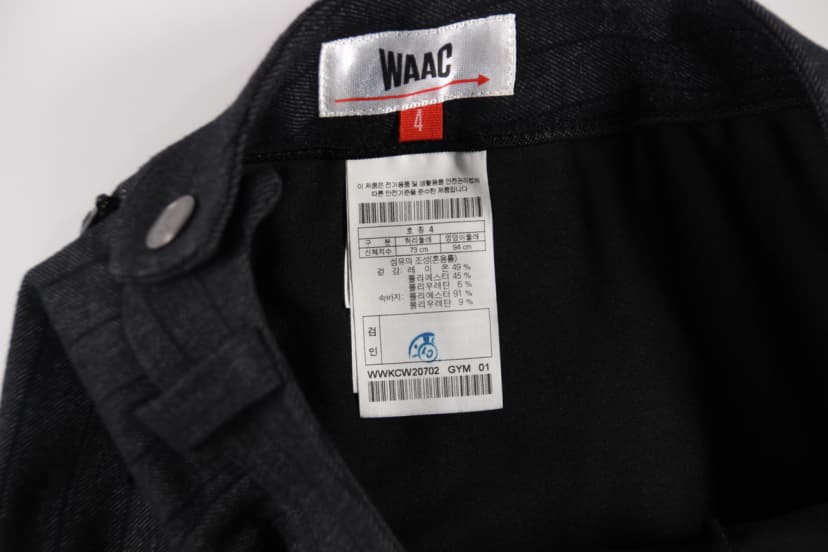 WAAC
4
이 제품은 전기용품 및 생활용품 안전관리법에
따른 안전기준을 준수한 제품입니다
호 칭 4
구 분 허리둘레 엉덩이둘레
신체치수 79 cm 94 cm
섬유의 조성(혼용률)
겉 감: 레 이 온 49 %
폴리에스터 45 %
폴리우레탄 6 %
속바지: 폴리에스터 91 %
폴리우레탄 9 %
검
인
WWKCW20702 GYM 01